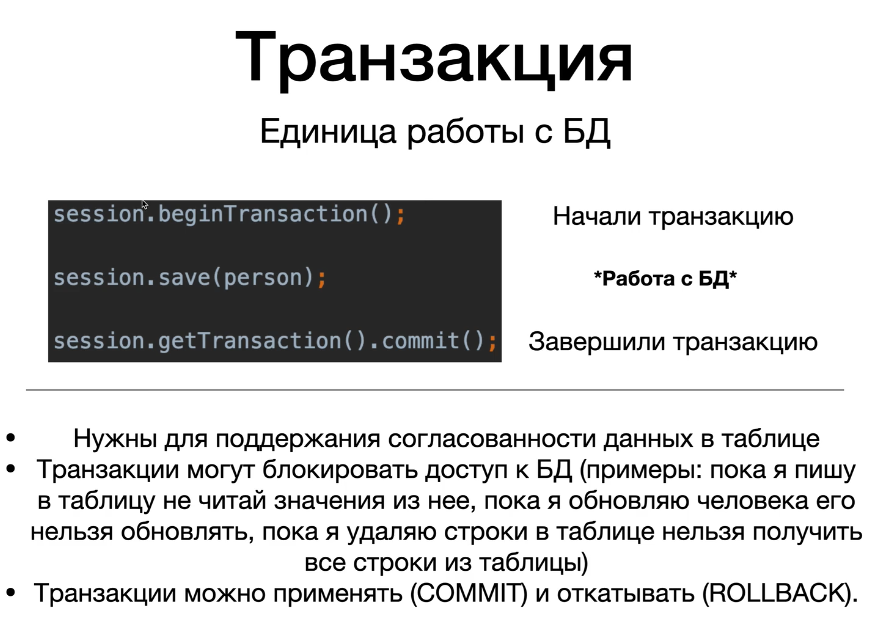 Транзакция
Единица работы с БД
session.beginTransaction();
Начали транзакцию
session.save(person);
*Работа с БД*
session.getTransaction().commit();
Завершили транзакцию
• Нужны для поддержания согласованности данных в таблице
• Транзакции могут блокировать доступ к БД (примеры: пока я пишу
в таблицу не читай значения из нее, пока я обновляю человека его
нельзя обновлять, пока я удаляю строки в таблице нельзя получить
все строки из таблицы)
• Транзакции можно применять (COMMIT) и откатывать (ROLLBACK).